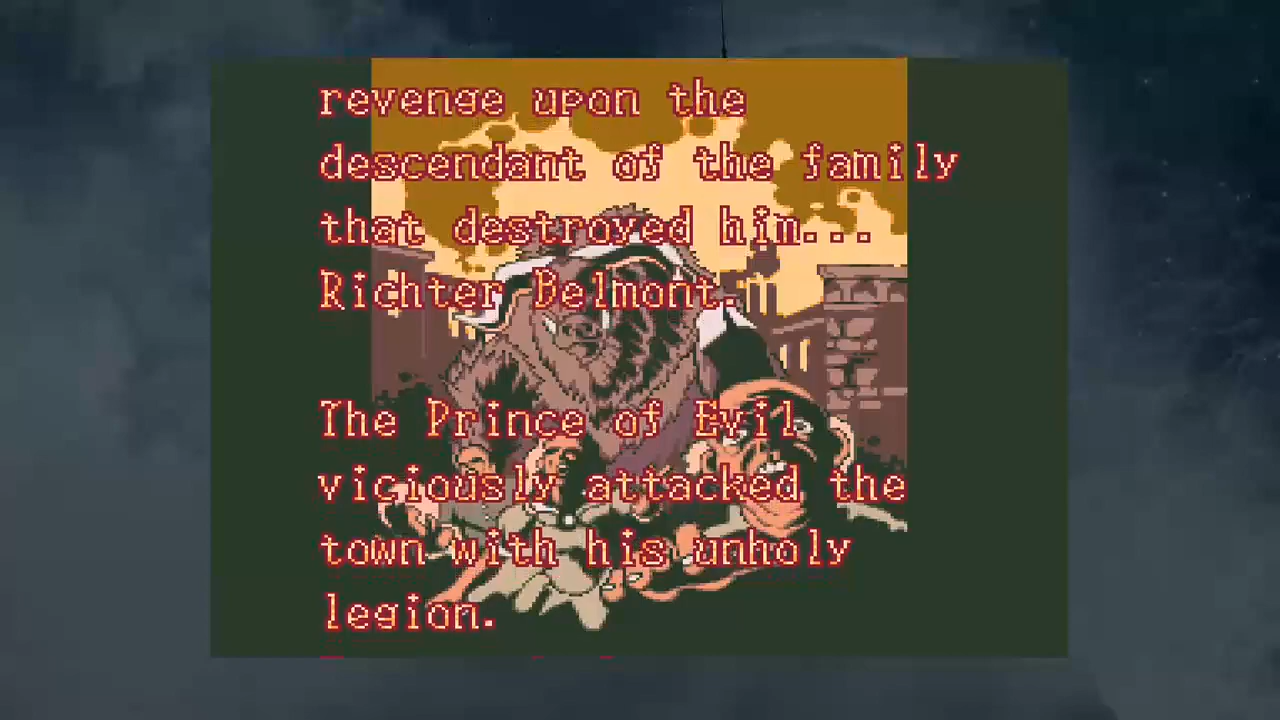 revenge upon the
descendant of the family
that destroyed him...
Richter Belmont.
The Prince of Evil
viciously attacked the
town with his unholy
legion.